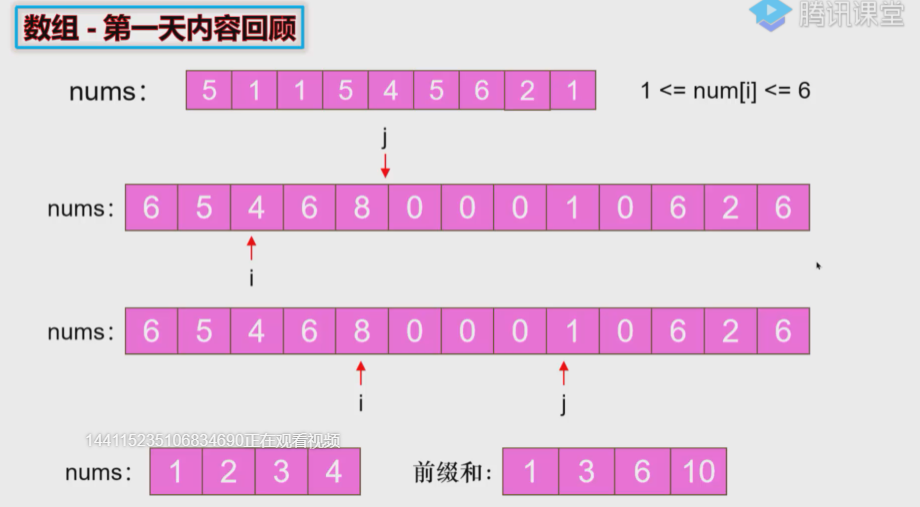 数组 - 第一天内容回顾
腾讯课堂
nums: 5 1 1 5 4 5 6 2 1 1 <= num[i] <= 6
j
nums: 6 5 4 6 8 0 0 0 1 0 6 2 6
i
nums: 6 5 4 6 8 0 0 0 1 0 6 2 6
i j
144115235106834690正在观看视频
nums: 1 2 3 4 前缀和: 1 3 6 10